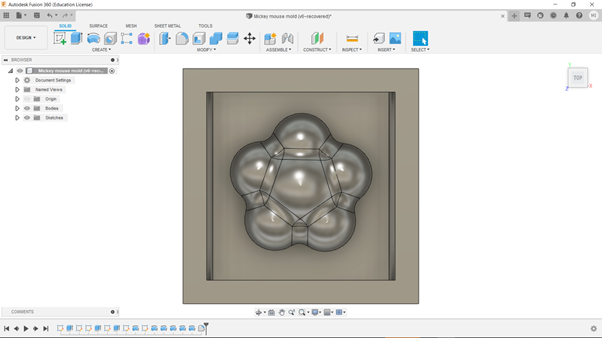 Autodesk Fusion 360 (Education License)
Mickey mouse mold (v6~recovered)*
SOLID SURFACE MESH SHEET METAL TOOLS
DESIGN
CREATE MODIFY ASSEMBLE CONSTRUCT INSPECT INSERT SELECT
BROWSER
Mickey mouse mold (v6~rec...
Document Settings
Named Views
Origin
Bodies
Sketches
TOP
Z X
COMMENTS